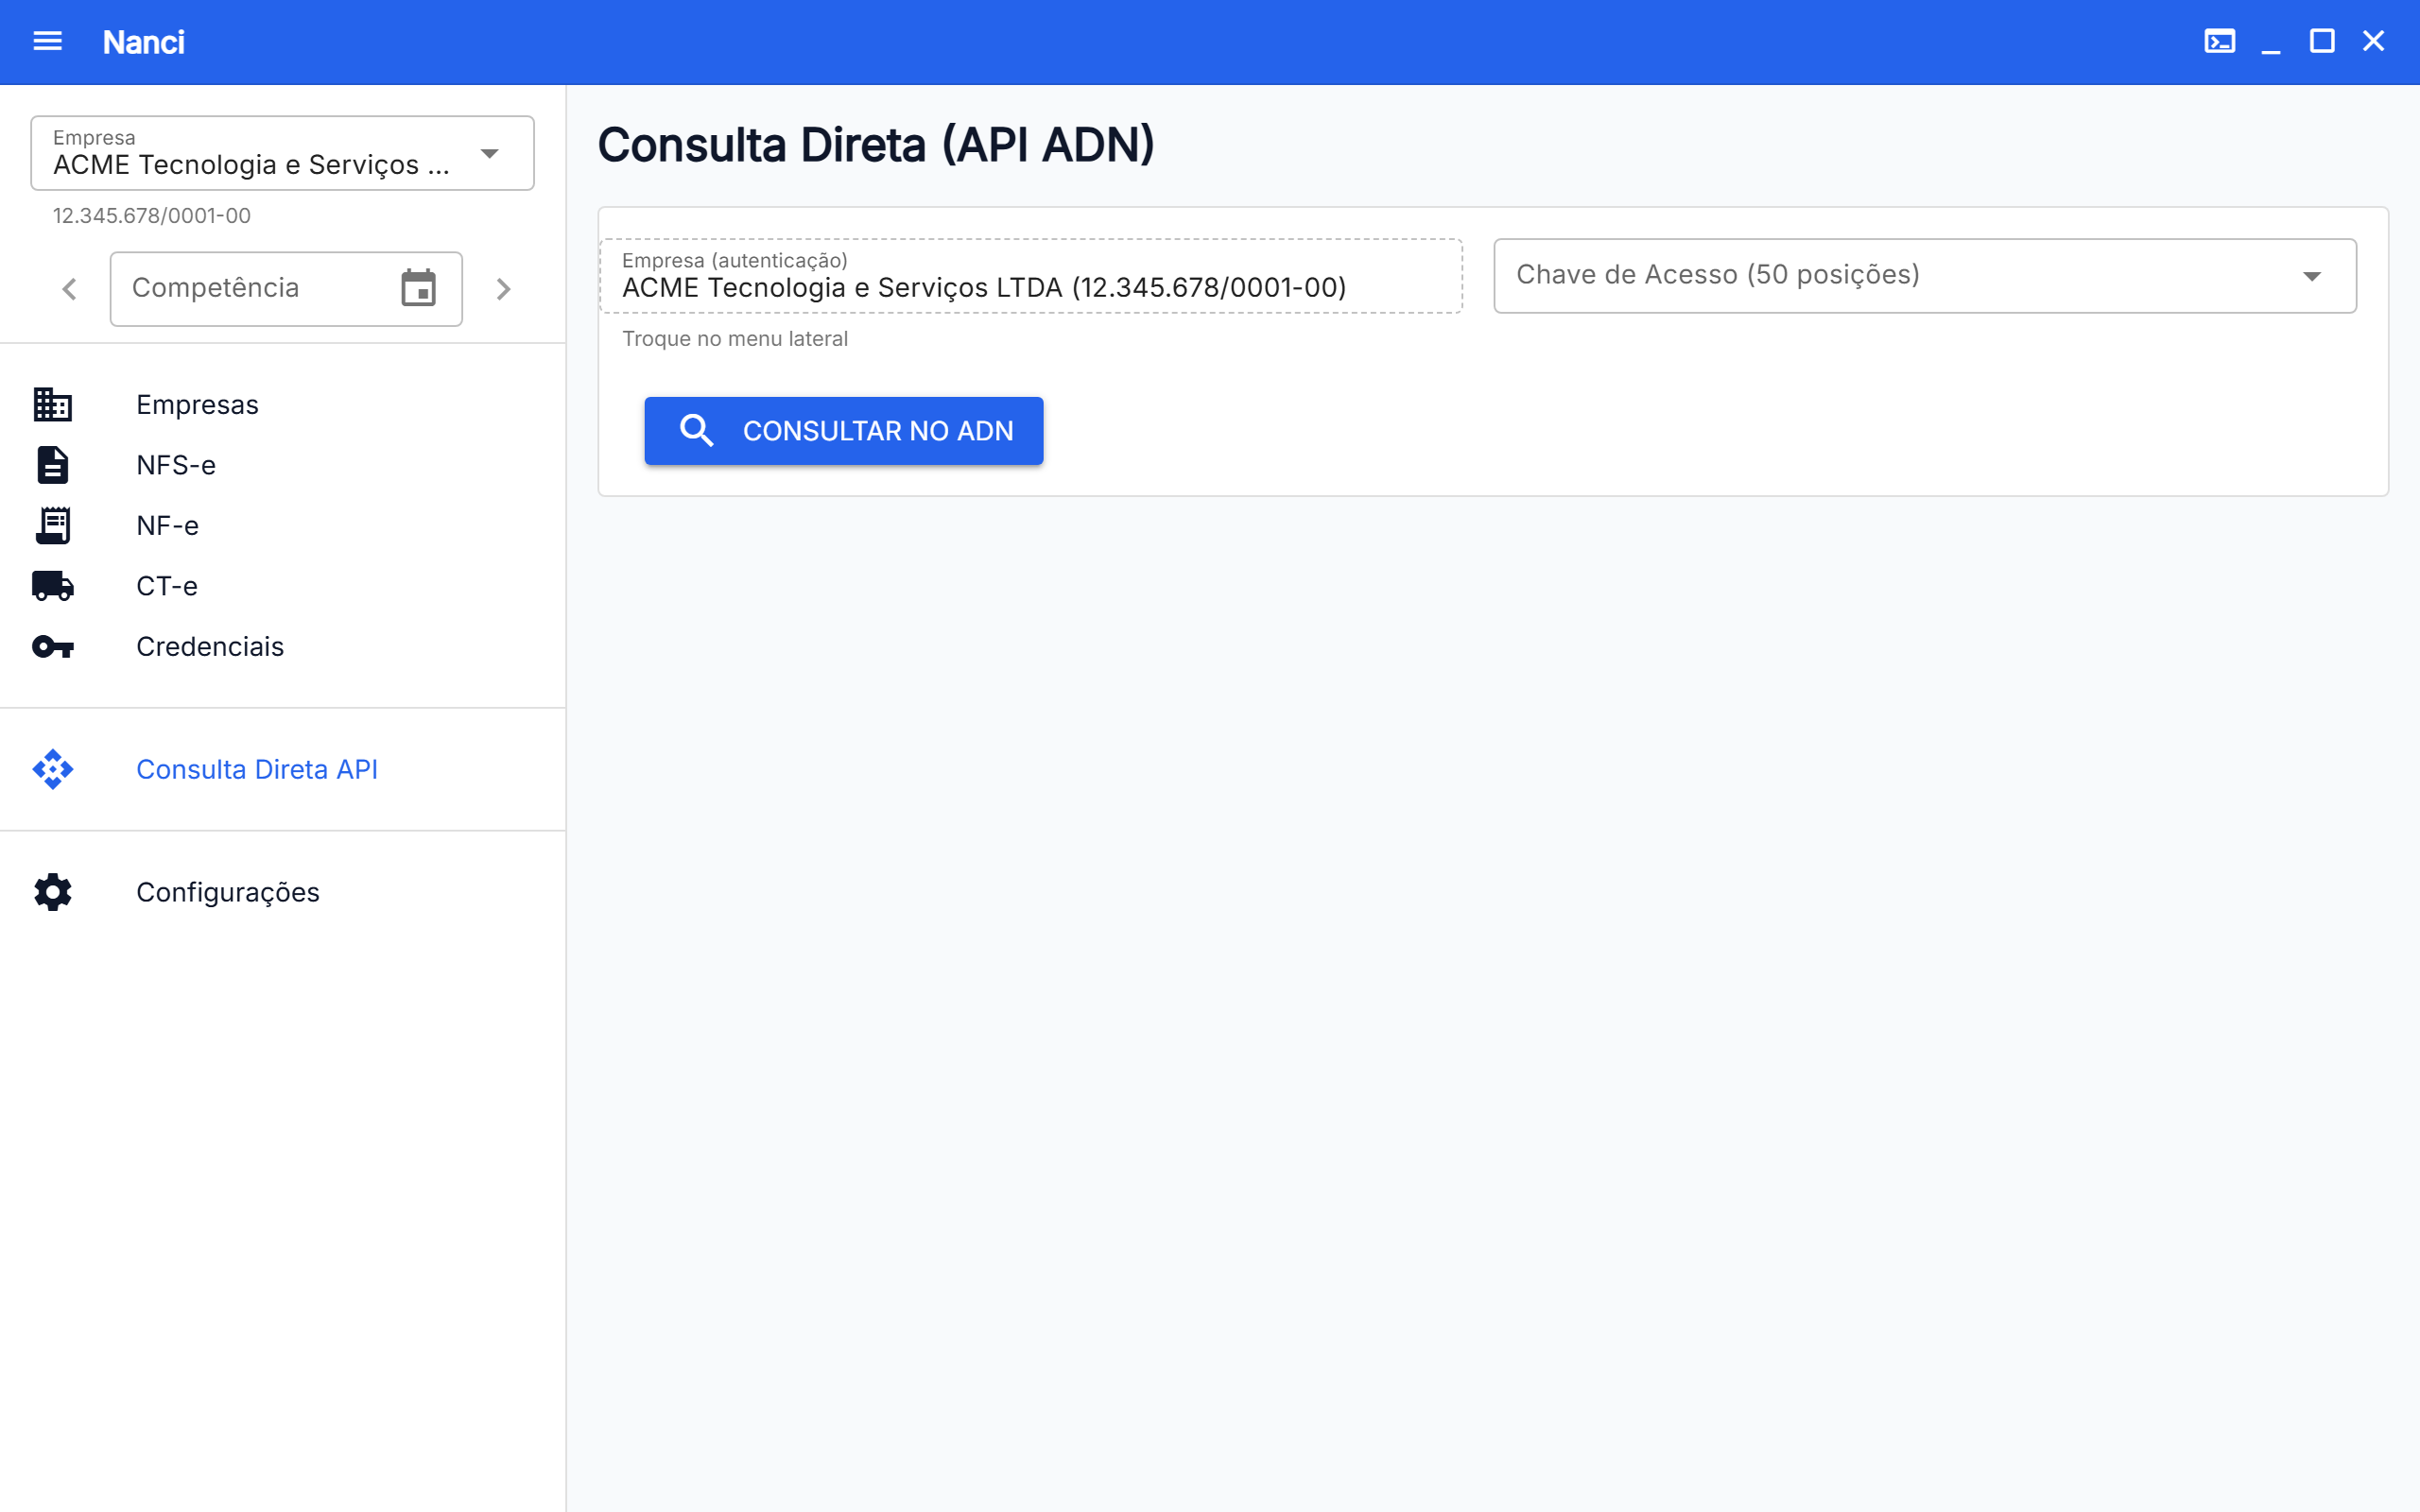 Nanci
Empresa
ACME Tecnologia e Serviços ...
12.345.678/0001-00
Competência
Empresas
NFS-e
NF-e
CT-e
Credenciais
Consulta Direta API
Configurações
Consulta Direta (API ADN)
Empresa (autenticação)
ACME Tecnologia e Serviços LTDA (12.345.678/0001-00)
Troque no menu lateral
Chave de Acesso (50 posições)
CONSULTAR NO ADN